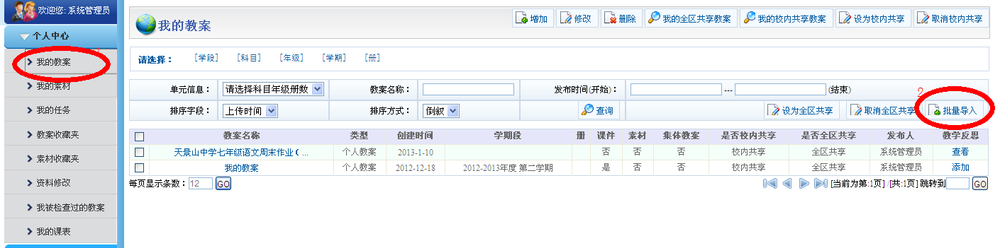 欢迎您: 系统管理员
个人中心
我的教案
我的素材
我的任务
教案收藏夹
素材收藏夹
资料修改
我被检查过的教案
我的课表
我的教案 增加 修改 删除 我的全区共享教案 我的校内共享教案 设为校内共享 取消校内共享
请选择： [学段] [科目] [年级] [学期] [册]
单元信息： 请选择科目年级册数 教案名称： 发布时间(开始)： --- (结束) 2
排序字段： 上传时间 排序方式： 倒叙 查询 设为全区共享 取消全区共享 批量导入
教案名称 类型 创建时间 学期段 册 课件 素材 集体教案 是否校内共享 是否全区共享 发布人 教学反思
天景山中学七年级语文周末作业 ( ... 个人教案 2013-1-10 否 否 否 校内共享 全区共享 系统管理员 查看
我的教案 个人教案 2012-12-18 2012-2013年度 第二学期 是 否 否 校内共享 全区共享 系统管理员 添加
每页显示条数： 12 GO [当前为第:1页] /[共:1页] 跳转到 GO